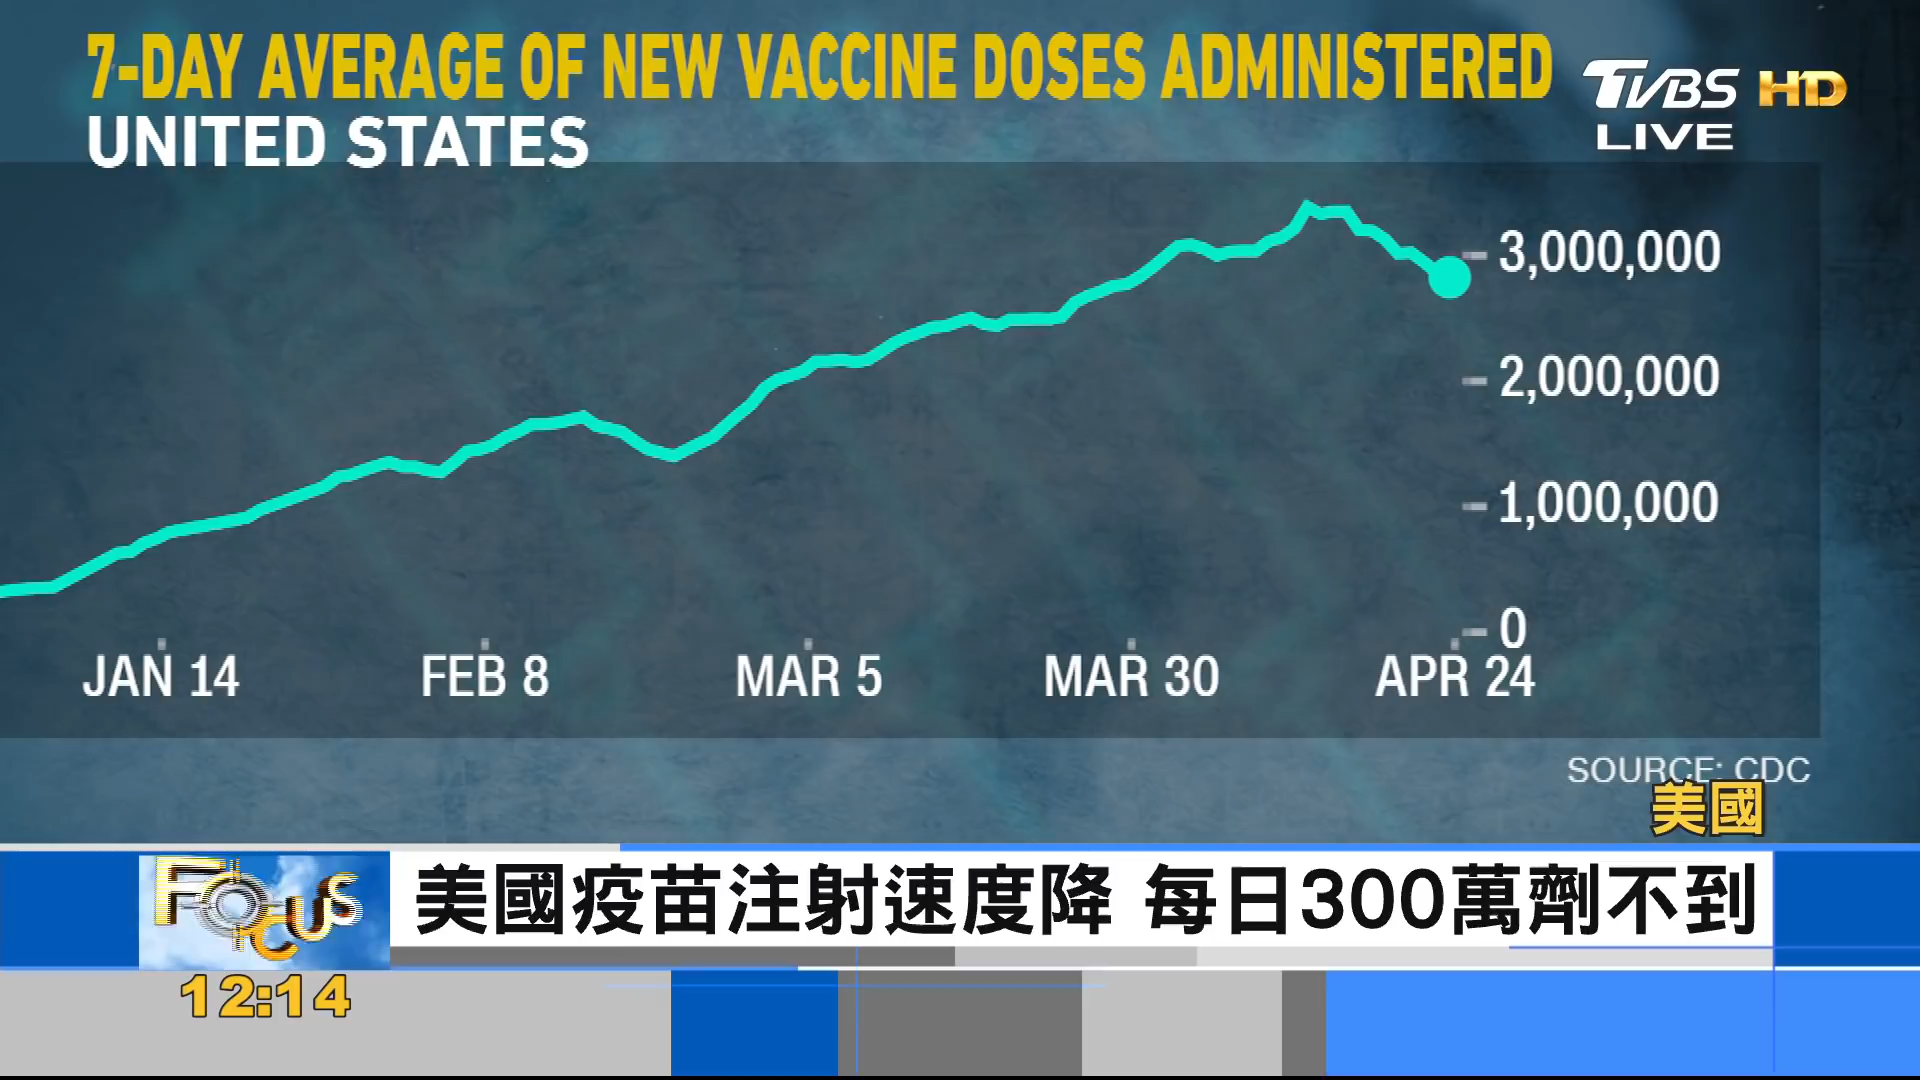 7-DAY AVERAGE OF NEW VACCINE DOSES ADMINISTERED
UNITED STATES
TVBS HD
LIVE
3,000,000
2,000,000
1,000,000
0
JAN 14
FEB 8
MAR 5
MAR 30
APR 24
SOURCE: CDC
美國
FOCUS
美國疫苗注射速度降 每日300萬劑不到
12:14